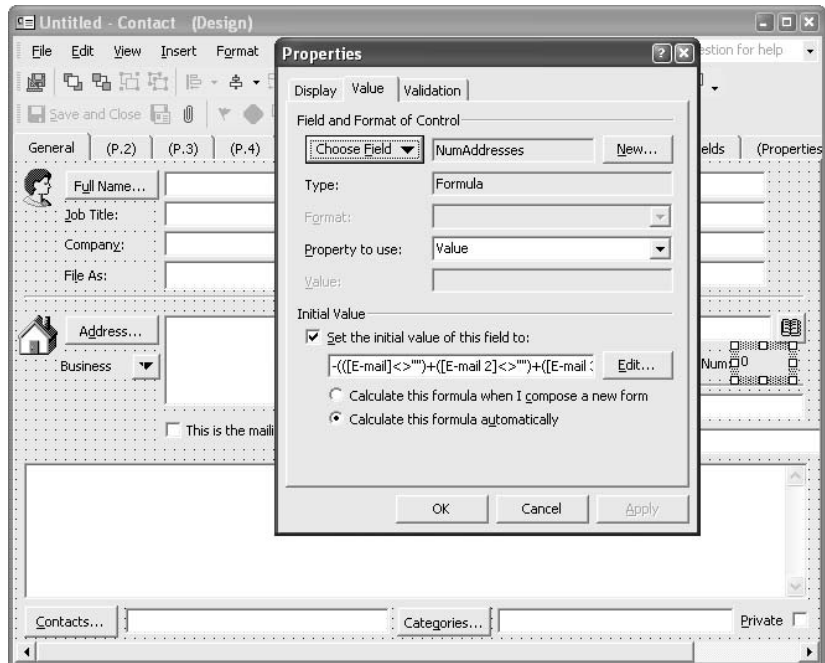 Untitled - Contact (Design)
File Edit View Insert Format
estion for help
Save and Close
General (P.2) (P.3) (P.4)
elds (Properties
Full Name...
Job Title:
Company:
File As:
Address...
Business
This is the maili
Num 0
Contacts...
Categories...
Private
Properties
Display Value Validation
Field and Format of Control
Choose Field NumAddresses New...
Type: Formula
Format:
Property to use: Value
Value:
Initial Value
Set the initial value of this field to:
-(([E-mail]<>"")+([E-mail 2]<>"")+([E-mail 3 Edit...
Calculate this formula when I compose a new form
Calculate this formula automatically
OK Cancel Apply